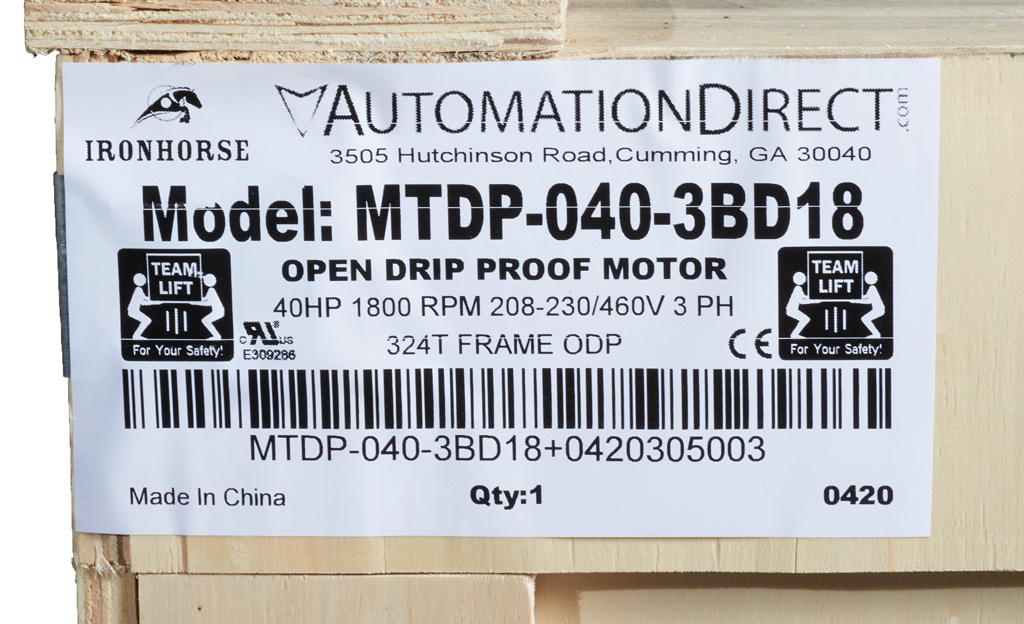 IRONHORSE
AUTOMATIONDIRECT.com
3505 Hutchinson Road,Cumming, GA 30040
Model: MTDP-040-3BD18
TEAM LIFT
For Your Safety!
OPEN DRIP PROOF MOTOR
40HP 1800 RPM 208-230/460V 3 PH
324T FRAME ODP
c RU US
E309286
CE
TEAM LIFT
For Your Safety!
MTDP-040-3BD18+0420305003
Made In China
Qty:1
0420